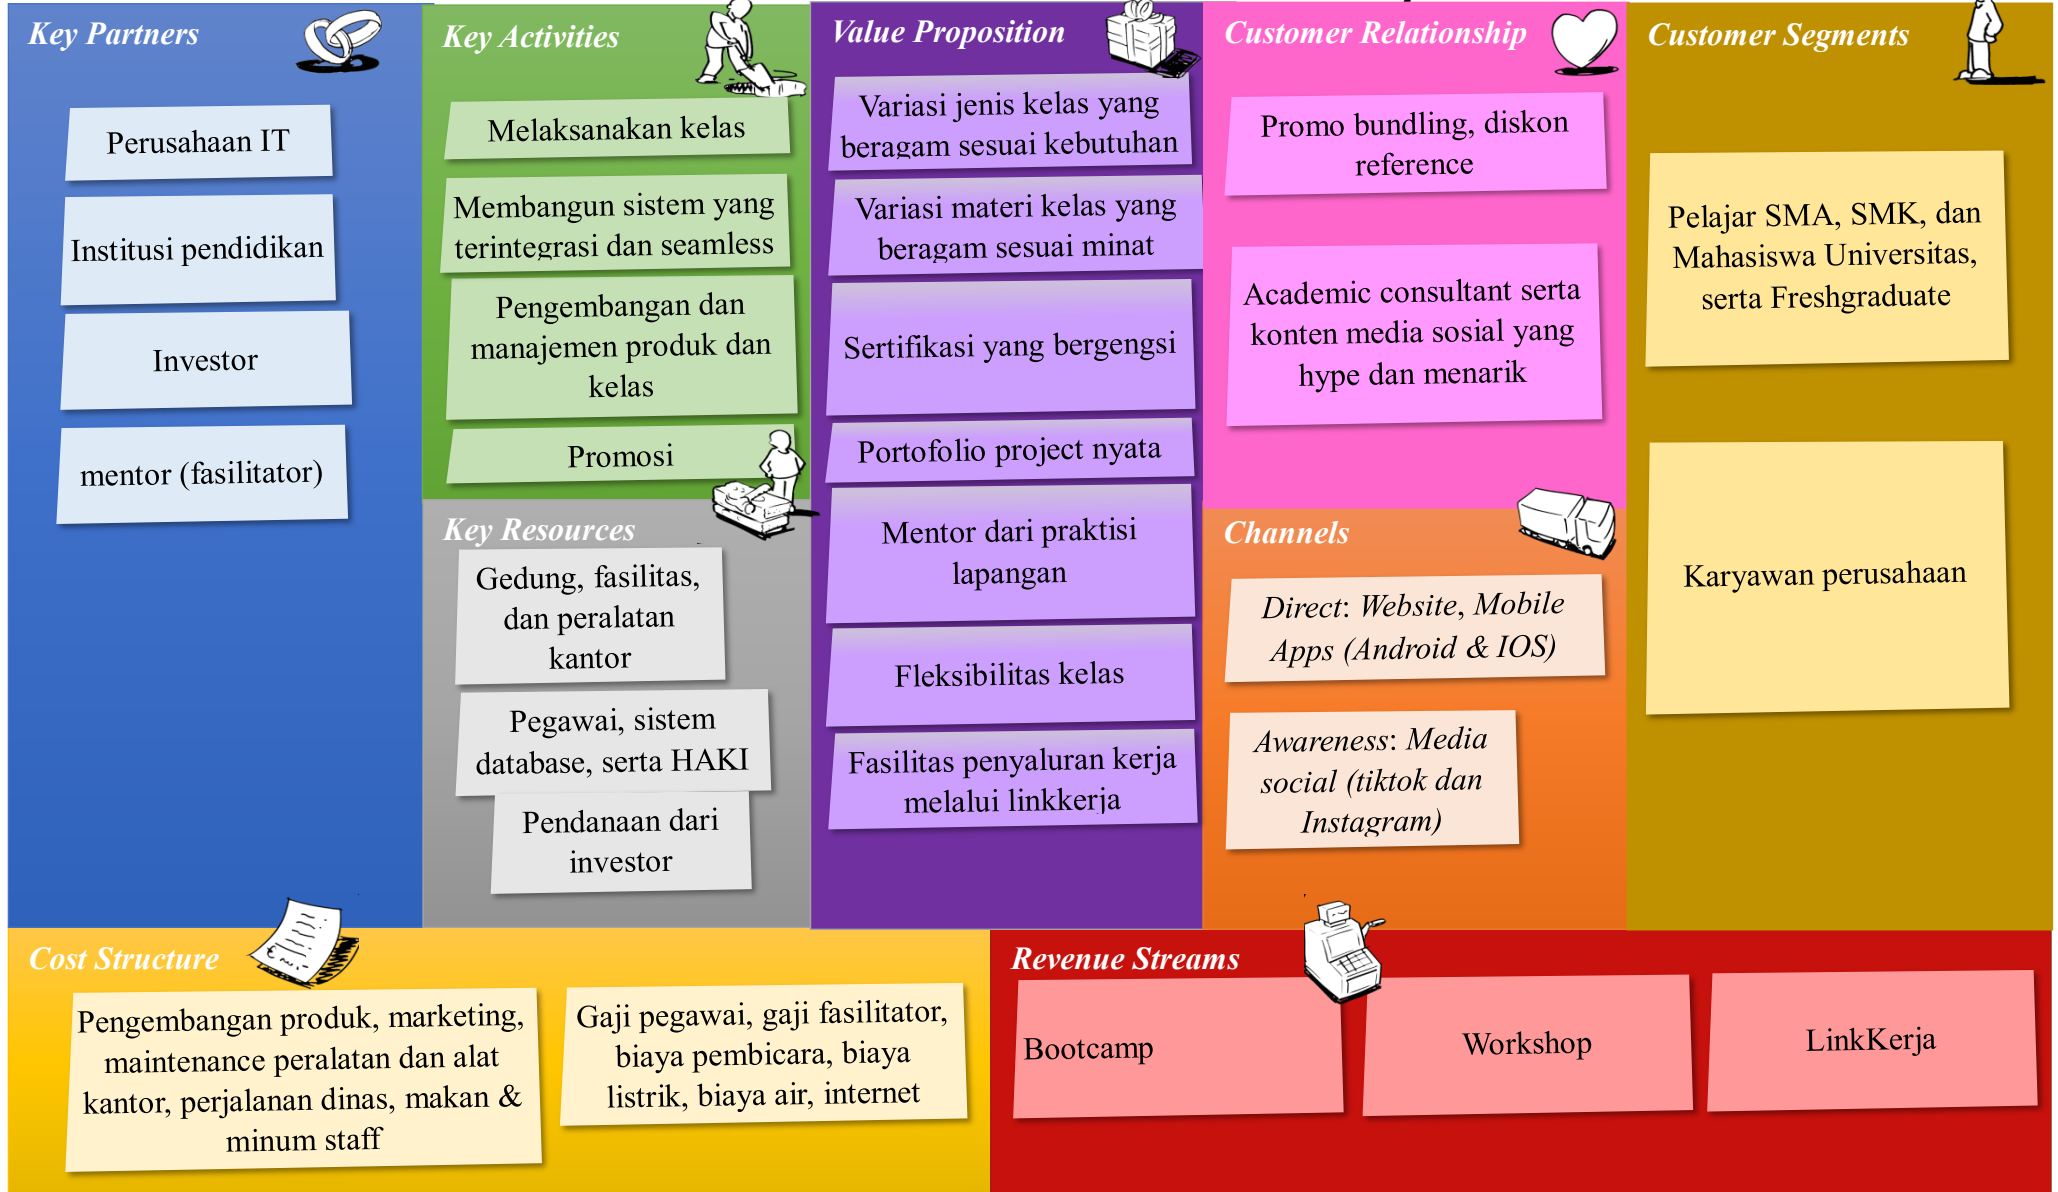 Key Partners
Perusahaan IT
Institusi pendidikan
Investor
mentor (fasilitator)
Key Activities
Melaksanakan kelas
Membangun sistem yang
terintegrasi dan seamless
Pengembangan dan
manajemen produk dan
kelas
Promosi
Key Resources
Gedung, fasilitas,
dan peralatan
kantor
Pegawai, sistem
database, serta HAKI
Pendanaan dari
investor
Value Proposition
Variasi jenis kelas yang
beragam sesuai kebutuhan
Variasi materi kelas yang
beragam sesuai minat
Sertifikasi yang bergengsi
Portofolio project nyata
Mentor dari praktisi
lapangan
Fleksibilitas kelas
Fasilitas penyaluran kerja
melalui linkkerja
Customer Relationship
Promo bundling, diskon
reference
Academic consultant serta
konten media sosial yang
hype dan menarik
Channels
Direct: Website, Mobile
Apps (Android & IOS)
Awareness: Media
social (tiktok dan
Instagram)
Customer Segments
Pelajar SMA, SMK, dan
Mahasiswa Universitas,
serta Freshgraduate
Karyawan perusahaan
Cost Structure
Pengembangan produk, marketing,
maintenance peralatan dan alat
kantor, perjalanan dinas, makan &
minum staff
Gaji pegawai, gaji fasilitator,
biaya pembicara, biaya
listrik, biaya air, internet
Revenue Streams
Bootcamp
Workshop
LinkKerja